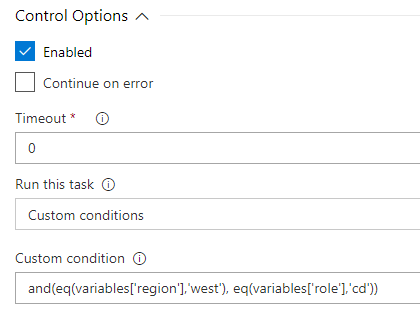 Control Options
Enabled
Continue on error
Timeout *
0
Run this task
Custom conditions
Custom condition
and(eq(variables['region'],'west'), eq(variables['role'],'cd'))